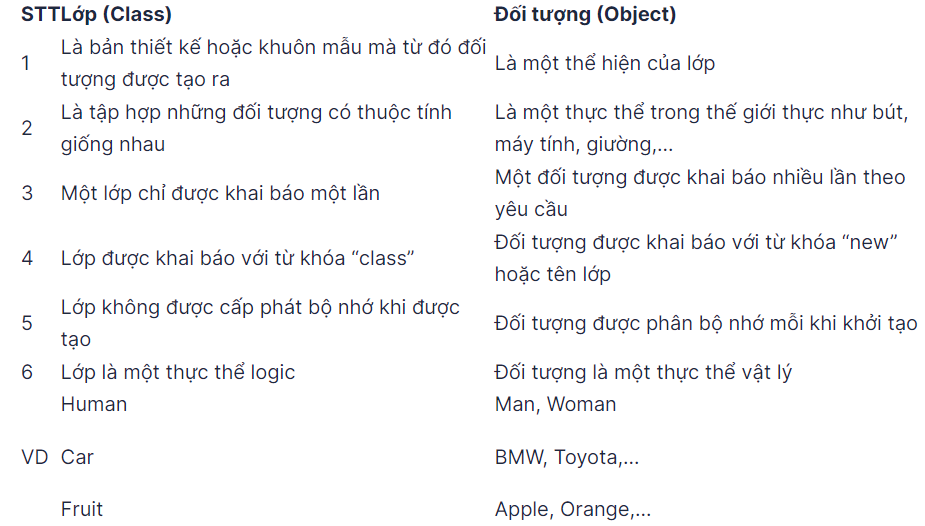 STTLớp (Class) Đối tượng (Object)
1 Là bản thiết kế hoặc khuôn mẫu mà từ đó đối tượng được tạo ra Là một thể hiện của lớp
2 Là tập hợp những đối tượng có thuộc tính giống nhau Là một thực thể trong thế giới thực như bút, máy tính, giường,...
3 Một lớp chỉ được khai báo một lần Một đối tượng được khai báo nhiều lần theo yêu cầu
4 Lớp được khai báo với từ khóa “class” Đối tượng được khai báo với từ khóa “new” hoặc tên lớp
5 Lớp không được cấp phát bộ nhớ khi được tạo Đối tượng được phân bộ nhớ mỗi khi khởi tạo
6 Lớp là một thực thể logic Đối tượng là một thực thể vật lý
Human Man, Woman
VD Car BMW, Toyota,...
Fruit Apple, Orange,...